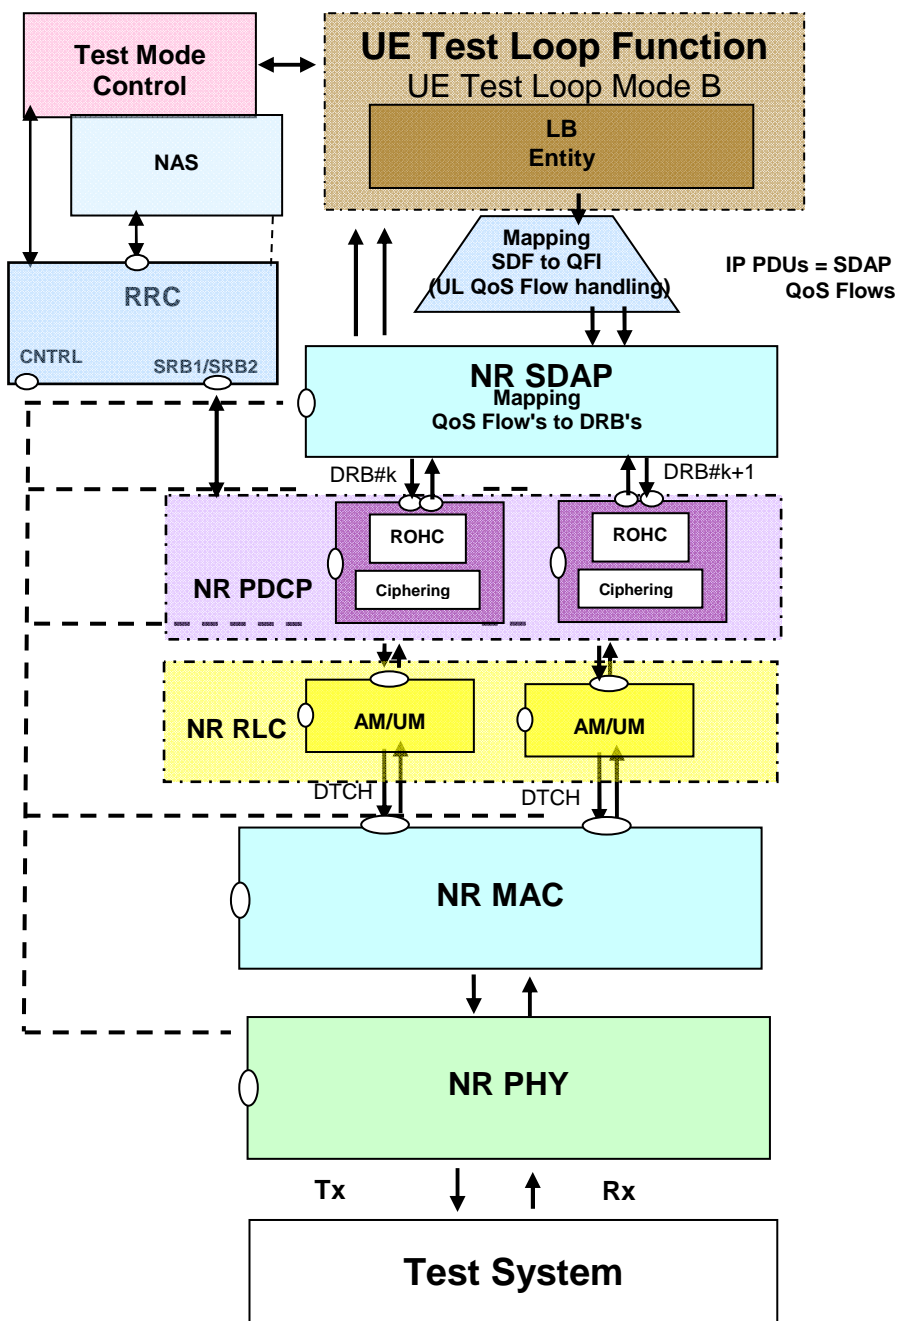 Test Mode
Control
UE Test Loop Function
UE Test Loop Mode B
LB
Entity
NAS
Mapping
SDF to QFI
(UL QoS Flow handling)
IP PDUs = SDAP
QoS Flows
RRC
CNTRL
SRB1/SRB2
NR SDAP
Mapping
QoS Flow's to DRB's
DRB#k
DRB#k+1
ROHC
ROHC
NR PDCP
Ciphering
Ciphering
NR RLC
AM/UM
AM/UM
DTCH
DTCH
NR MAC
NR PHY
Tx
Rx
Test System